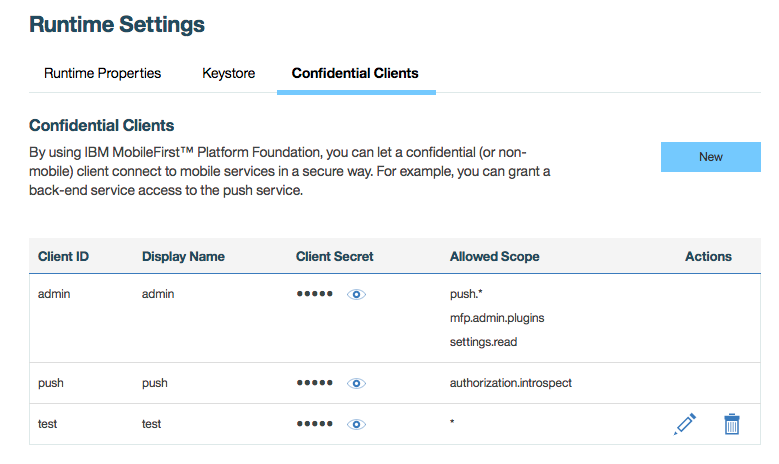 Runtime Settings
Runtime Properties Keystore Confidential Clients
Confidential Clients
By using IBM MobileFirst™ Platform Foundation, you can let a confidential (or non-
mobile) client connect to mobile services in a secure way. For example, you can grant a
back-end service access to the push service.
New
Client ID Display Name Client Secret Allowed Scope Actions
admin admin ••••• push.*
mfp.admin.plugins
settings.read
push push ••••• authorization.introspect
test test ••••• *